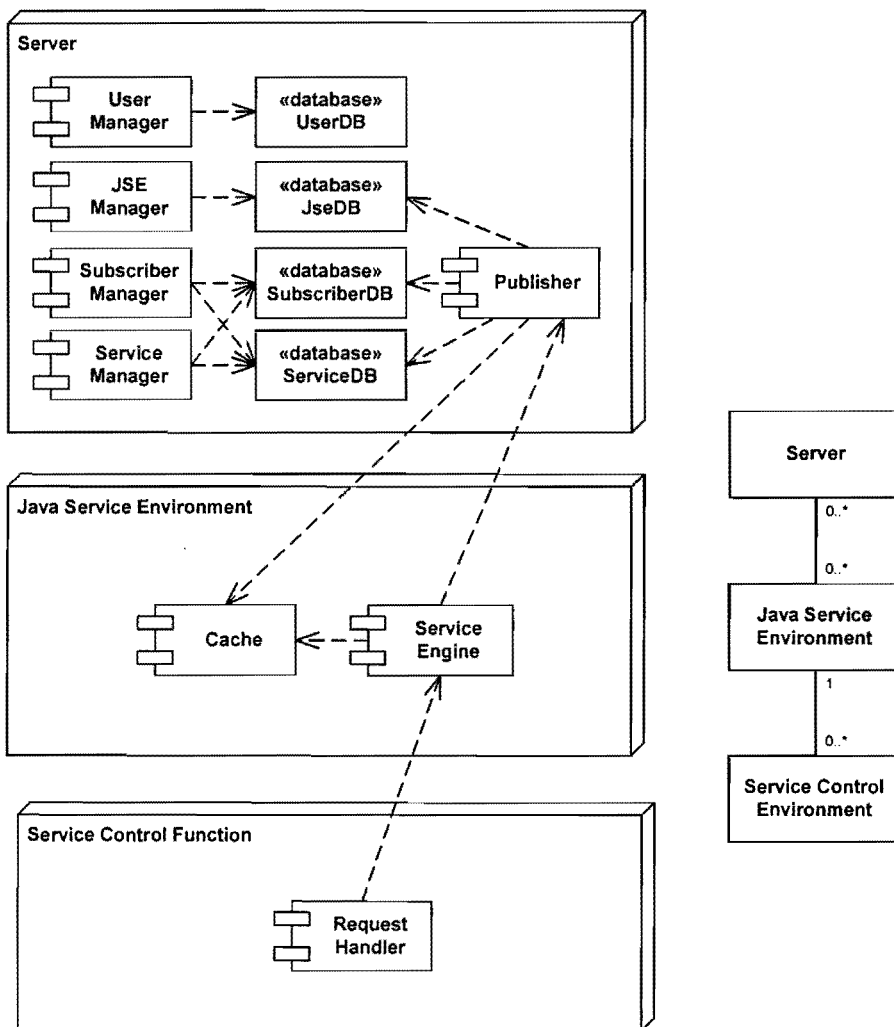 Server
User
Manager
«database»
UserDB
JSE
Manager
«database»
JseDB
Subscriber
Manager
«database»
SubscriberDB
Publisher
Service
Manager
«database»
ServiceDB
Java Service Environment
Cache
Service
Engine
Service Control Function
Request
Handler
Server
0..*
0..*
Java Service
Environment
1
0..*
Service Control
Environment